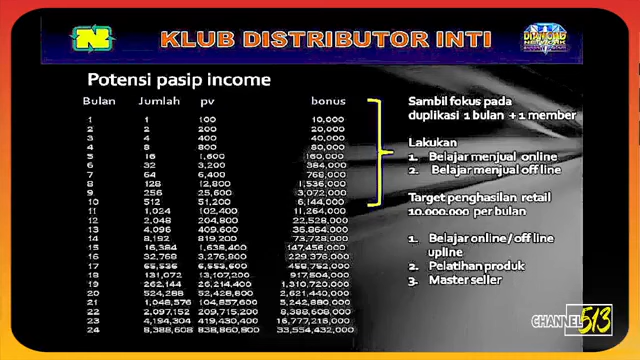 KLUB DISTRIBUTOR INTI
Potensi pasip income
Bulan Jumlah pv bonus
1 1 100 10,000
2 2 200 20,000
3 4 400 40,000
4 8 800 80,000
5 16 1,600 160,000
6 32 3,200 384,000
7 64 6,400 768,000
8 128 12,800 1,536,000
9 256 25,600 3,072,000
10 512 51,200 6,144,000
11 1,024 102,400 11,264,000
12 2,048 204,800 22,528,000
13 4,096 409,600 36,864,000
14 8,192 819,200 73,728,000
15 16,384 1,638,400 147,456,000
16 32,768 3,276,800 229,376,000
17 65,536 6,553,600 458,752,000
18 131,072 13,107,200 917,504,000
19 262,144 26,214,400 1,310,720,000
20 524,288 52,428,800 2,621,440,000
21 1,048,576 104,857,600 5,242,880,000
22 2,097,152 209,715,200 8,388,608,000
23 4,194,304 419,430,400 16,777,216,000
24 8,388,608 838,860,800 33,554,432,000
Sambil fokus pada
duplikasi 1 bulan +1 member
Lakukan
1. Belajar menjual online
2. Belajar menjual off line
Target penghasilan retail
10.000.000 per bulan
1. Belajar online/off line
upline
2. Pelatihan produk
3. Master seller
CHANNEL 513